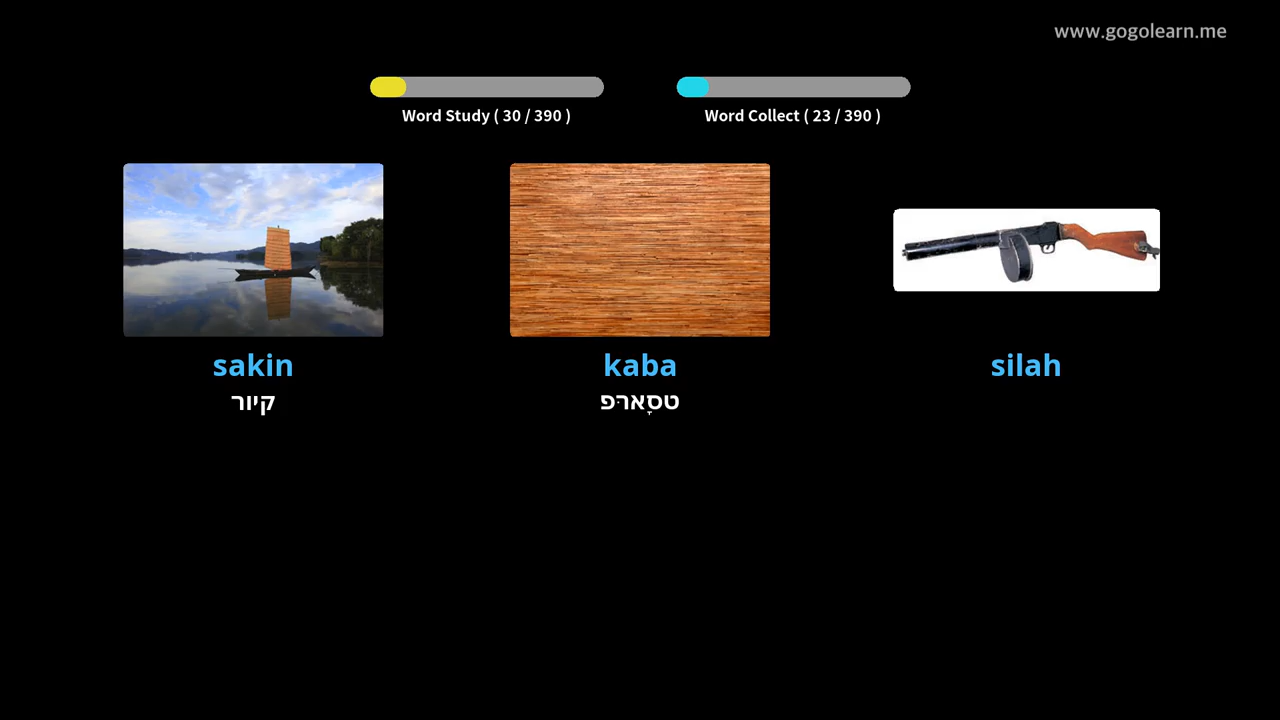 www.gogolearn.me
Word Study ( 30 / 390 )
Word Collect ( 23 / 390 )
sakin
kaba
silah
קיור
טסָארּפ